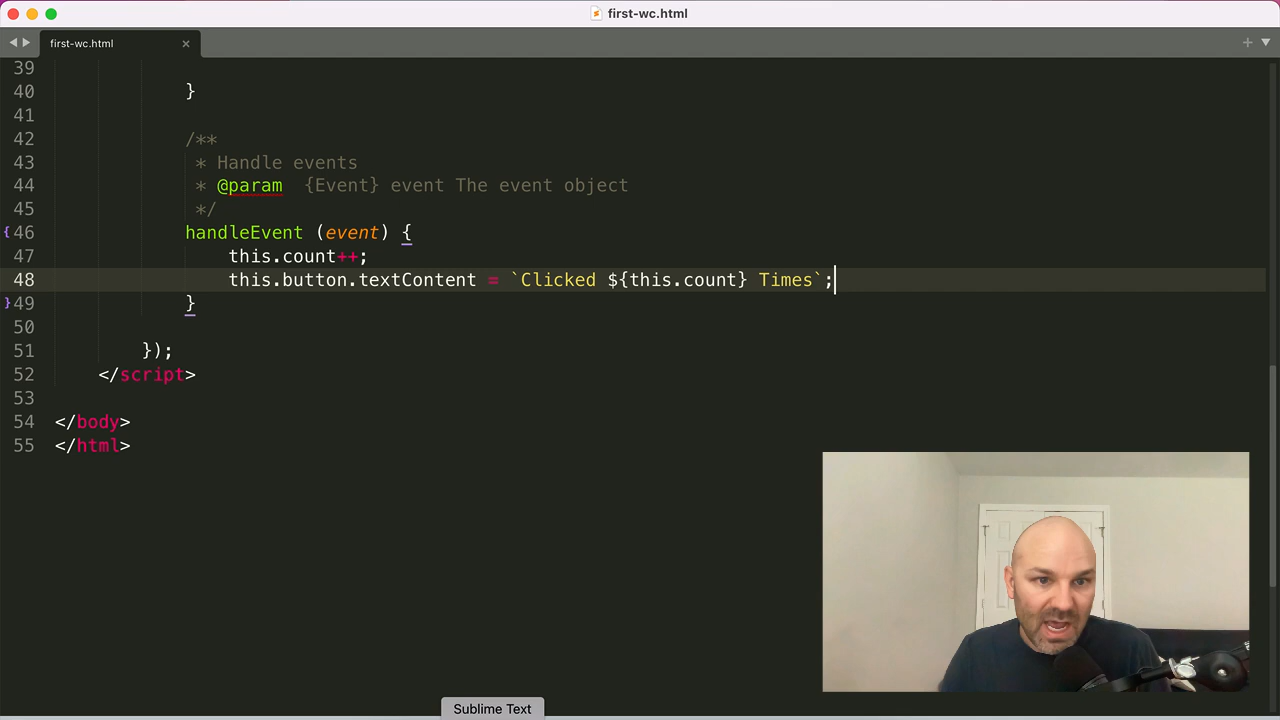 first-wc.html
first-wc.html
39
40 }
41
42 /**
43 * Handle events
44 * @param {Event} event The event object
45 */
{46 handleEvent (event) {
47 this.count++;
48 this.button.textContent = `Clicked ${this.count} Times`;
}49 }
50
51 });
52 </script>
53
54 </body>
55 </html>
Sublime Text